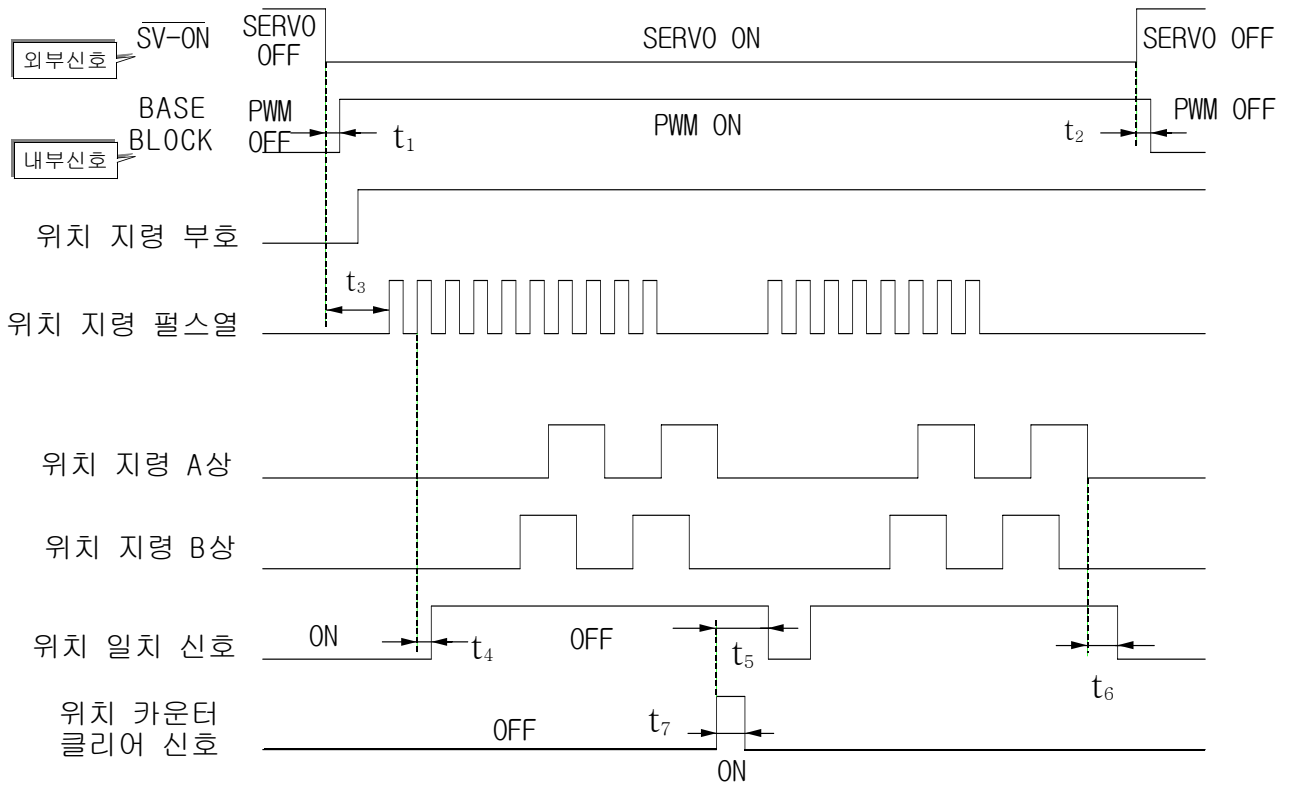 SV-ON
외부신호
SERVO
OFF
SERVO ON
SERVO OFF
BASE
BLOCK
내부신호
PWM
OFF
t₁
PWM ON
t₂
PWM OFF
위치 지령 부호
t₃
위치 지령 펄스열
위치 지령 A상
위치 지령 B상
위치 일치 신호
ON
t₄
OFF
t₅
t₆
위치 카운터
클리어 신호
OFF
t₇
ON